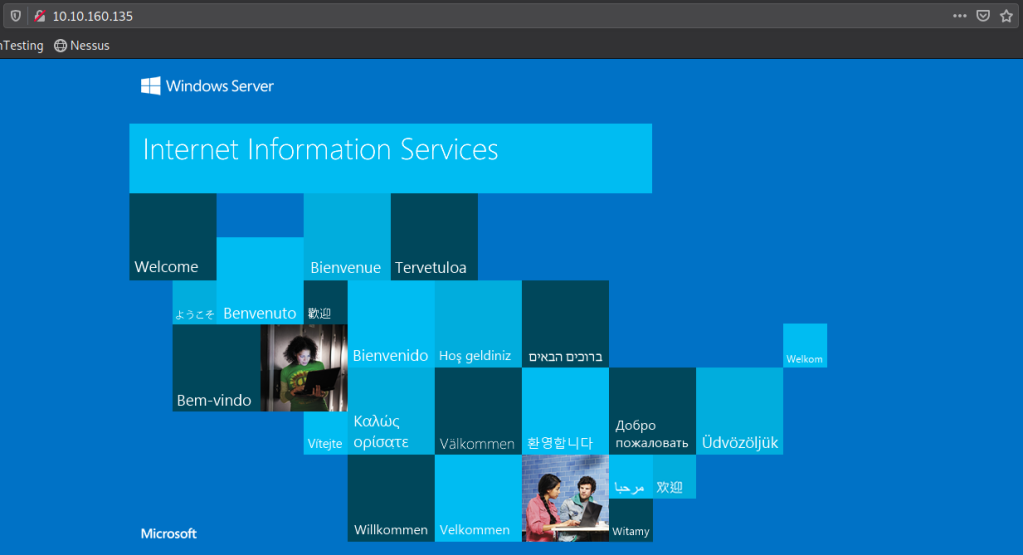 10.10.160.135
nTesting Nessus
Windows Server
Internet Information Services
Welcome
Bienvenue
Tervetuloa
ようこそ
Benvenuto
歡迎
Bienvenido
Hoş geldiniz
ברוכים הבאים
Welkom
Bem-vindo
Vítejte
Καλώς
ορίσατε
Välkommen
환영합니다
Добро
пожаловать
Üdvözöljük
Willkommen
Velkommen
مرحبا
欢迎
Witamy
Microsoft